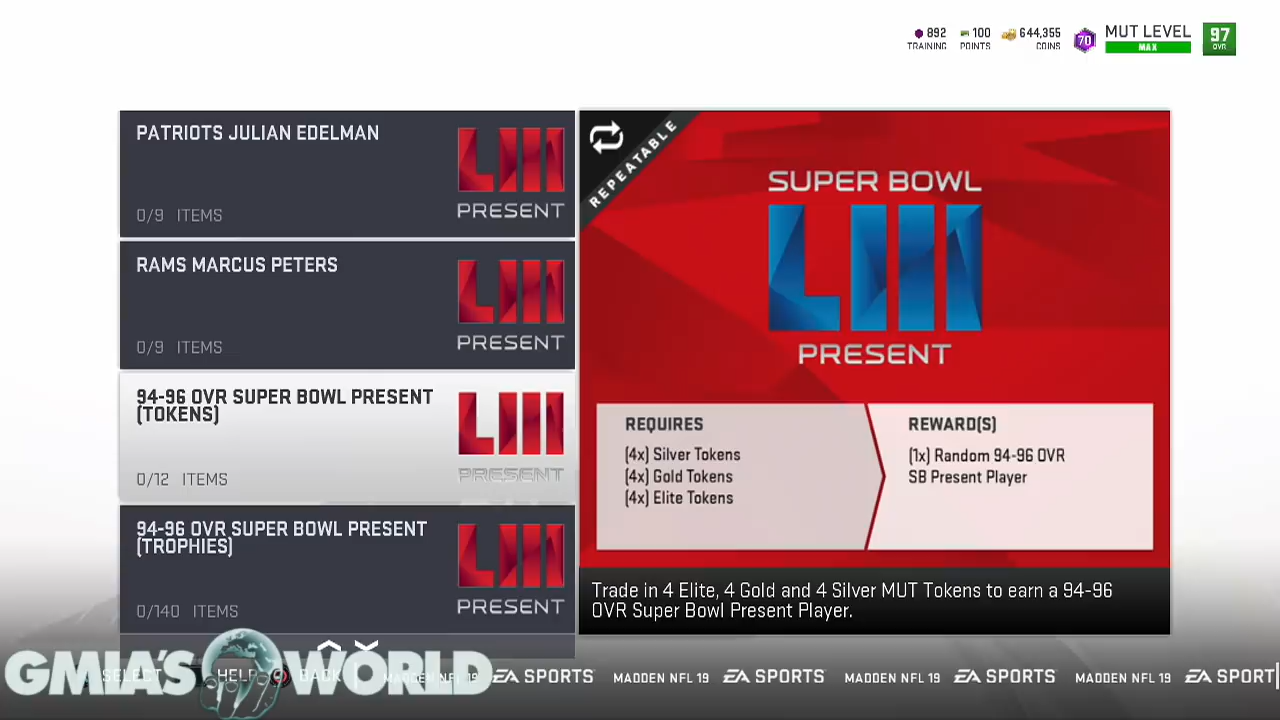 892
TRAINING
100
POINTS
644,355
COINS
70
MUT LEVEL
MAX
97
OVR
PATRIOTS JULIAN EDELMAN
0/9 ITEMS
LIII
PRESENT
RAMS MARCUS PETERS
0/9 ITEMS
LIII
PRESENT
94-96 OVR SUPER BOWL PRESENT
(TOKENS)
0/12 ITEMS
LIII
PRESENT
94-96 OVR SUPER BOWL PRESENT
(TROPHIES)
0/140 ITEMS
LIII
PRESENT
REPEATABLE
SUPER BOWL
LIII
PRESENT
REQUIRES
(4x) Silver Tokens
(4x) Gold Tokens
(4x) Elite Tokens
REWARD(S)
(1x) Random 94-96 OVR
SB Present Player
Trade in 4 Elite, 4 Gold and 4 Silver MUT Tokens to earn a 94-96
OVR Super Bowl Present Player.
GMIA'S WORLD
SELECT HELP BACK
MADDEN NFL 19 EA SPORTS MADDEN NFL 19 EA SPORTS MADDEN NFL 19 EA SPORTS MADDEN NFL 19 EA SPORT